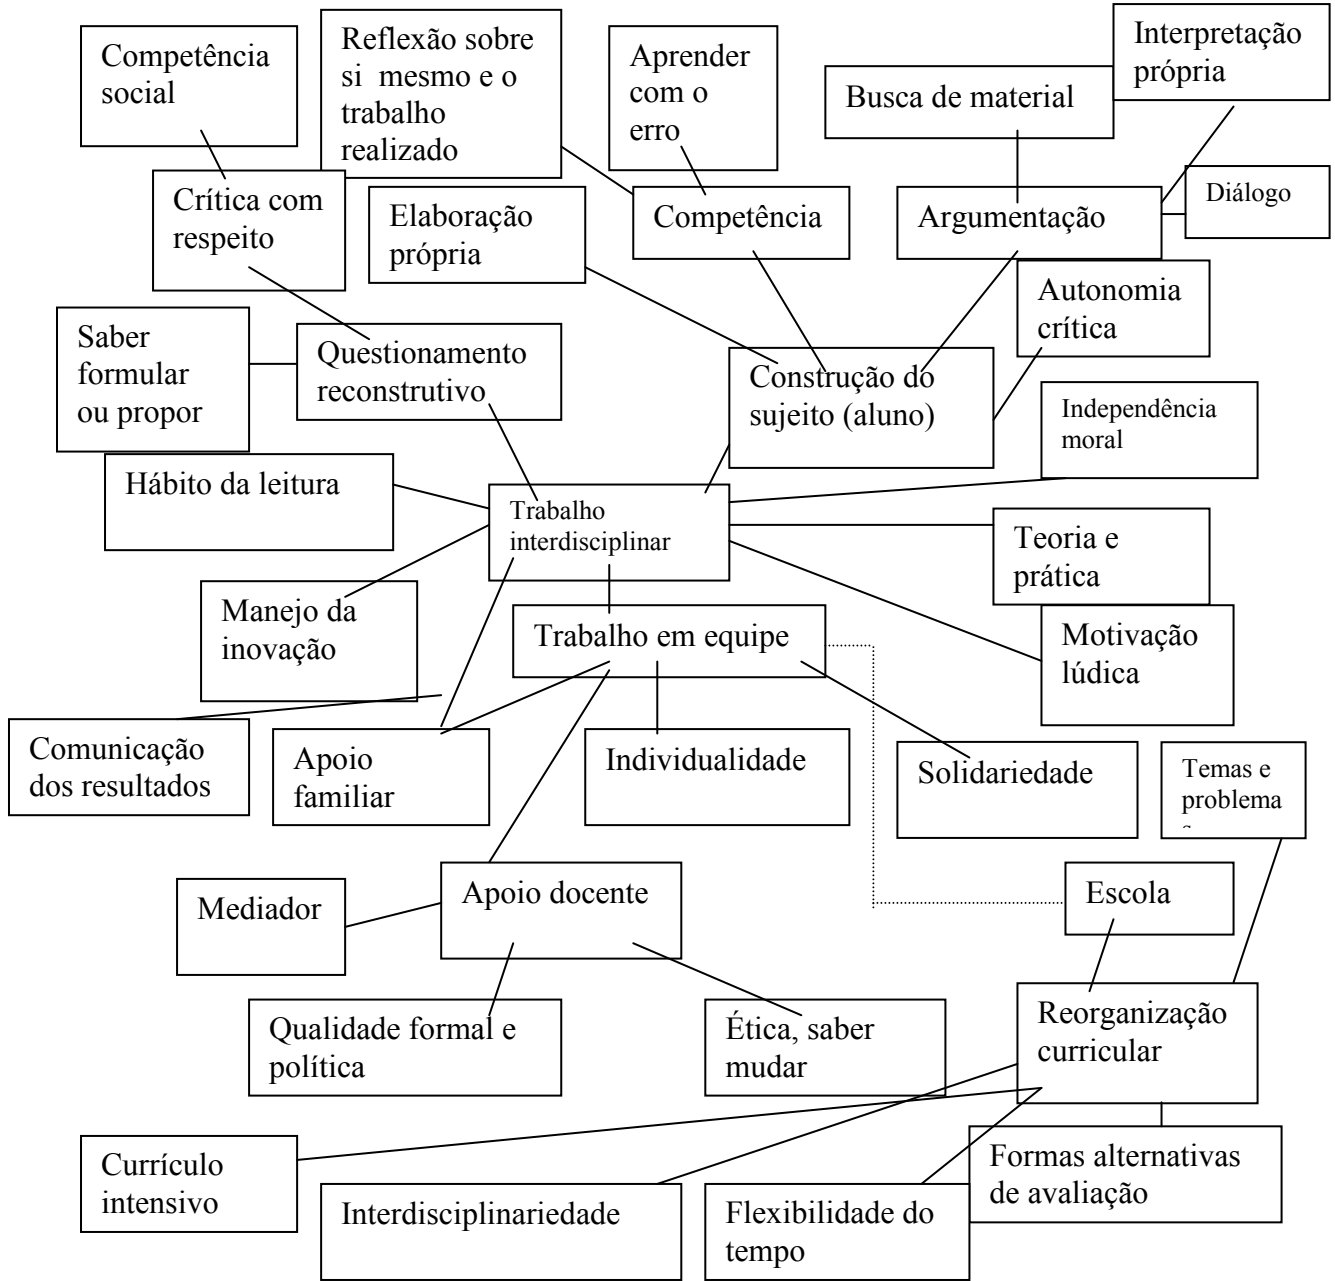 Competência
social
Reflexão sobre
si mesmo e o
trabalho
realizado
Aprender
com o
erro
Busca de material
Interpretação
própria
Crítica com
respeito
Elaboração
própria
Competência
Argumentação
Diálogo
Autonomia
crítica
Saber
formular
ou propor
Questionamento
reconstrutivo
Construção do
sujeito (aluno)
Independência
moral
Hábito da leitura
Trabalho
interdisciplinar
Teoria e
prática
Manejo da
inovação
Trabalho em equipe
Motivação
lúdica
Comunicação
dos resultados
Apoio
familiar
Individualidade
Solidariedade
Temas e
problema
Mediador
Apoio docente
Escola
Qualidade formal e
política
Ética, saber
mudar
Reorganização
curricular
Currículo
intensivo
Interdisciplinariedade
Flexibilidade do
tempo
Formas alternativas
de avaliação